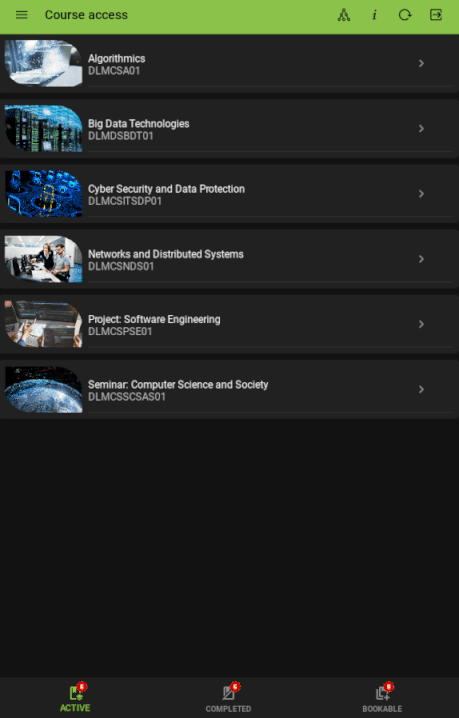 Course access
Algorithmics
DLMCSA01
Big Data Technologies
DLMDSBDT01
Cyber Security and Data Protection
DLMCSITSDP01
Networks and Distributed Systems
DLMCSNDS01
Project: Software Engineering
DLMCSPSE01
Seminar: Computer Science and Society
DLMCSSCSAS01
ACTIVE
COMPLETED
BOOKABLE